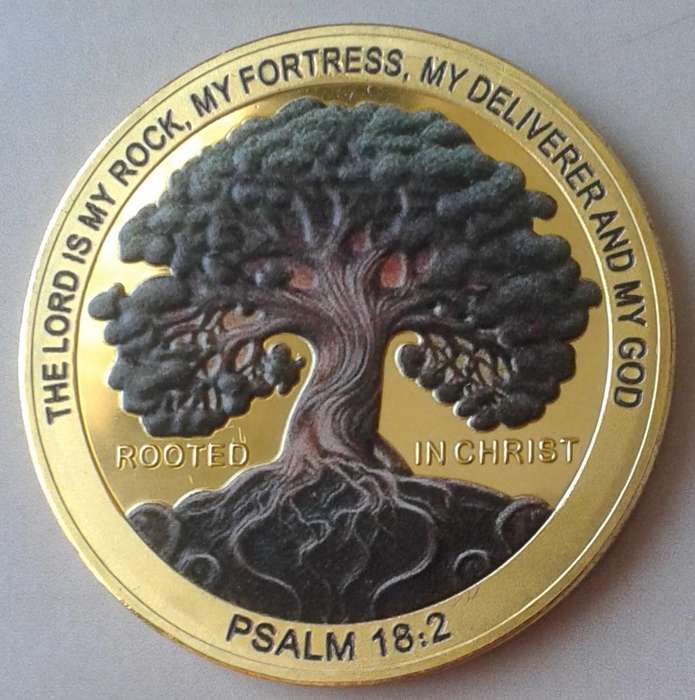 THE LORD IS MY ROCK, MY FORTRESS, MY DELIVERER AND MY GOD
ROOTED IN CHRIST
PSALM 18:2